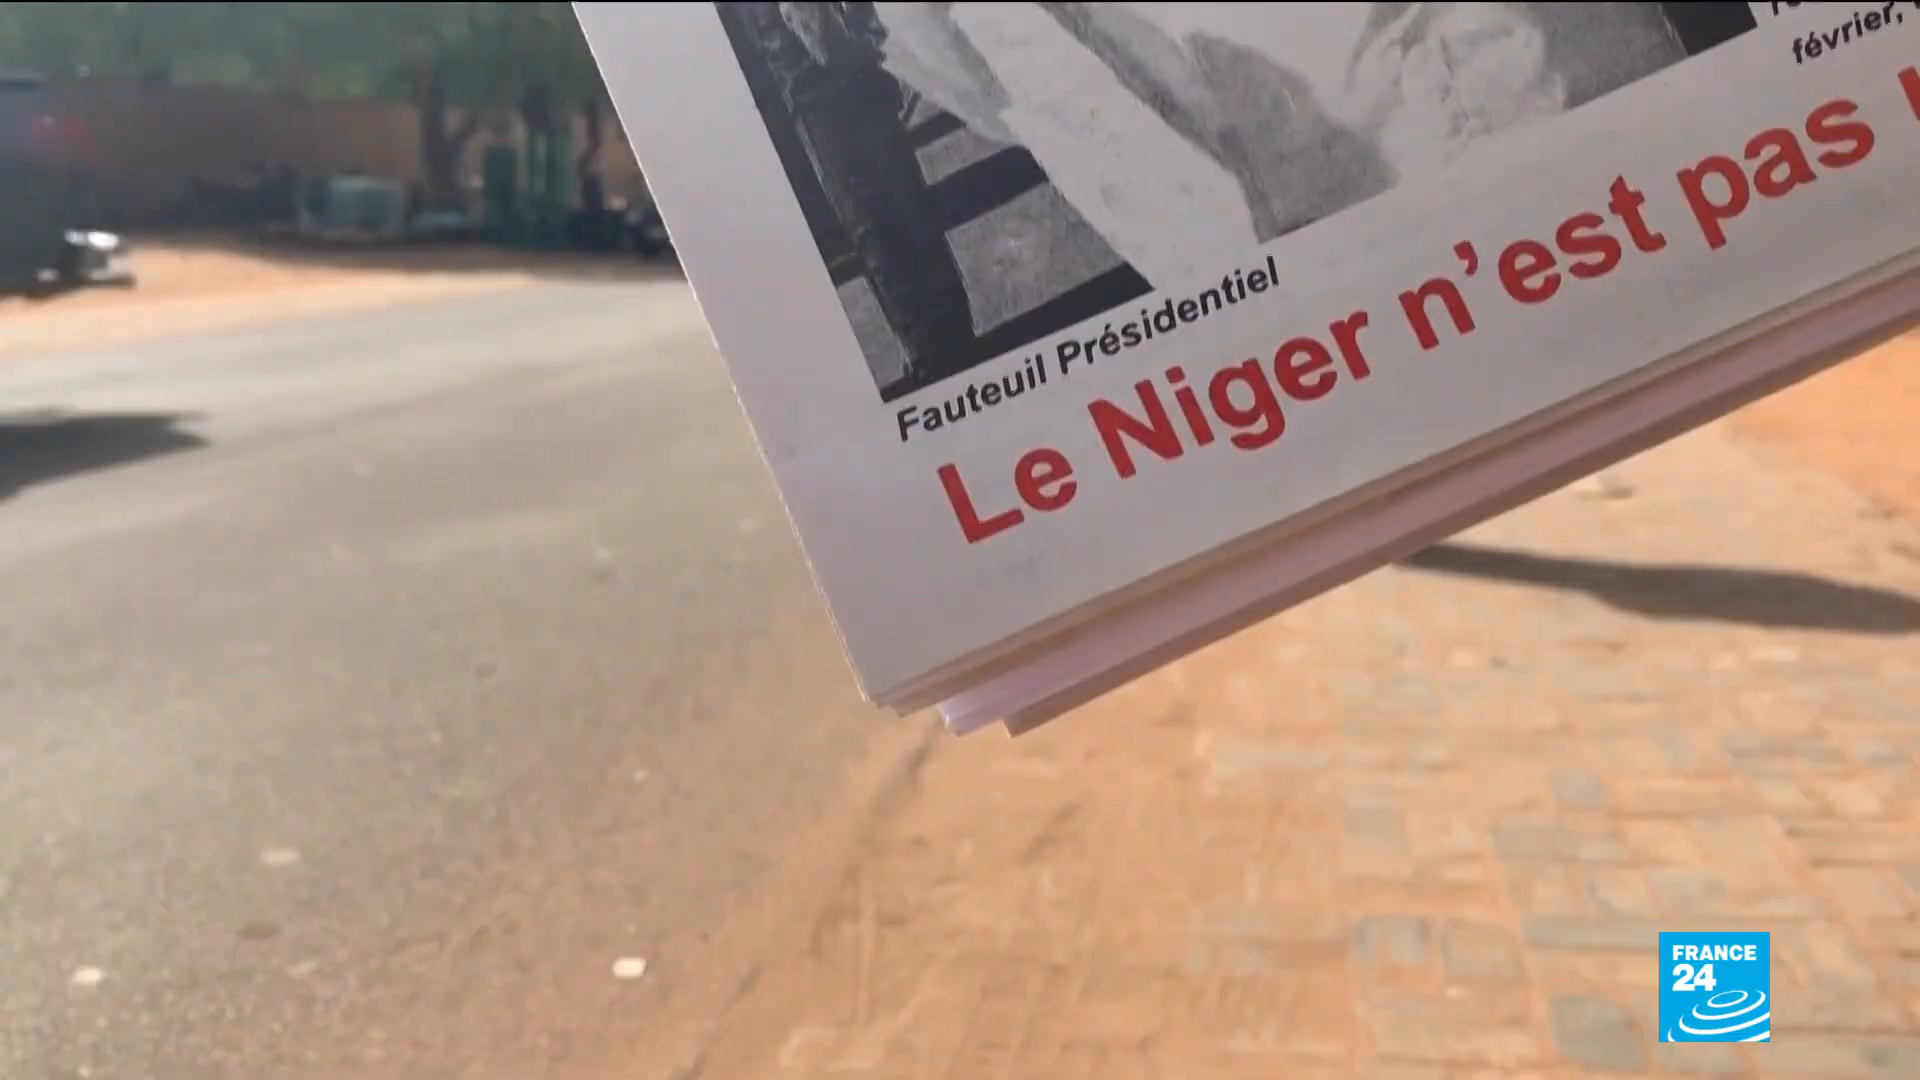 février,
Fauteuil Présidentiel
Le Niger n'est pas
FRANCE
24